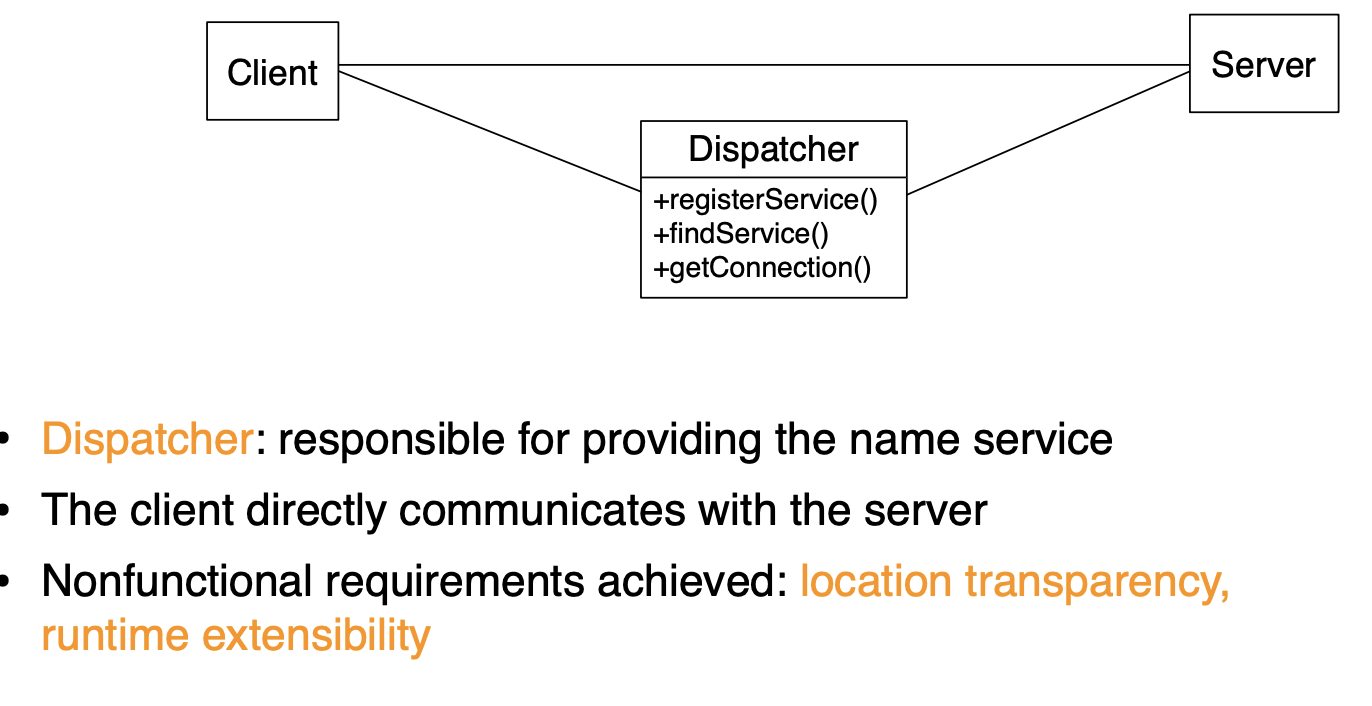 Client
Server
Dispatcher
+registerService()
+findService()
+getConnection()
• Dispatcher: responsible for providing the name service
• The client directly communicates with the server
• Nonfunctional requirements achieved: location transparency,
runtime extensibility